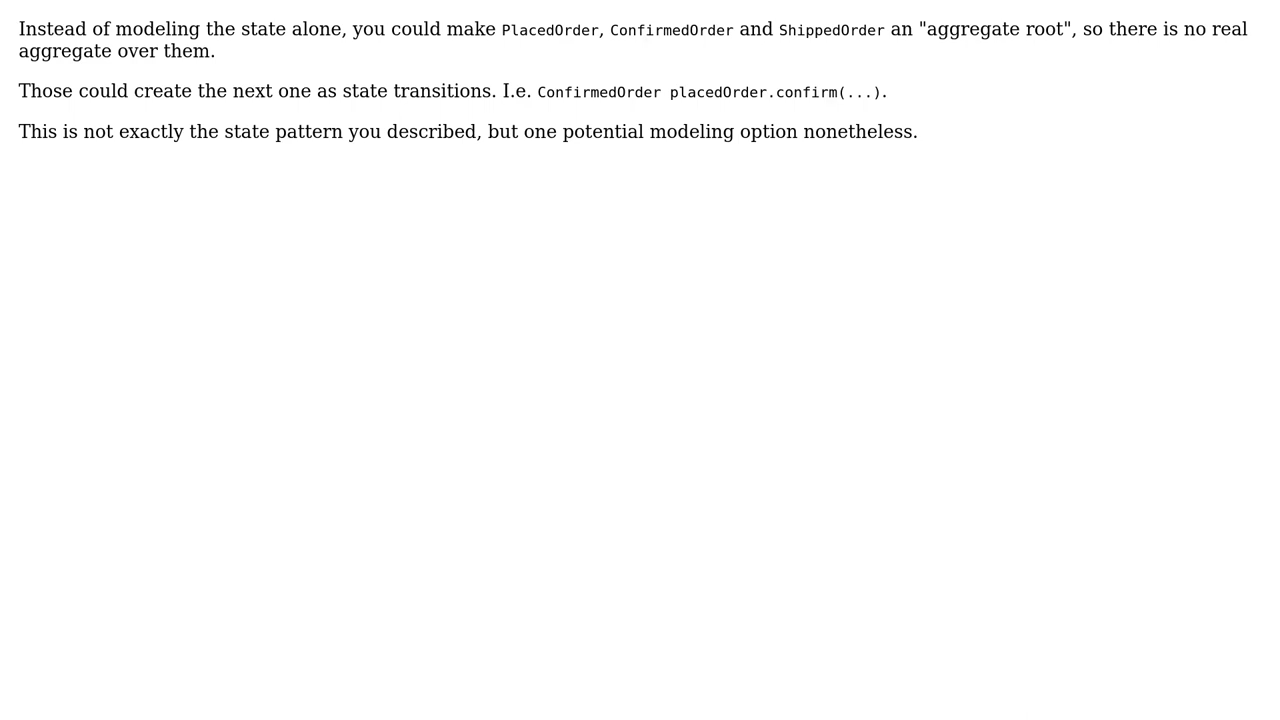 Instead of modeling the state alone, you could make PlacedOrder, ConfirmedOrder and ShippedOrder an "aggregate root", so there is no real
aggregate over them.
Those could create the next one as state transitions. I.e. ConfirmedOrder placedOrder.confirm(...).
This is not exactly the state pattern you described, but one potential modeling option nonetheless.